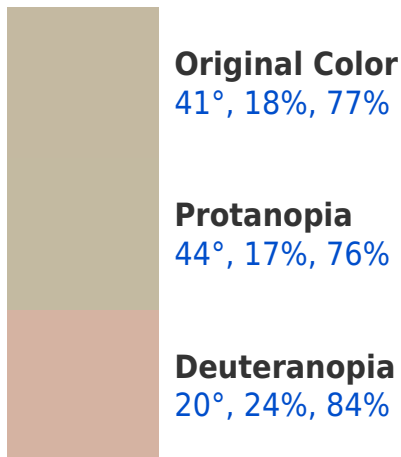 Original Color
41°, 18%, 77%
Protanopia
44°, 17%, 76%
Deuteranopia
20°, 24%, 84%